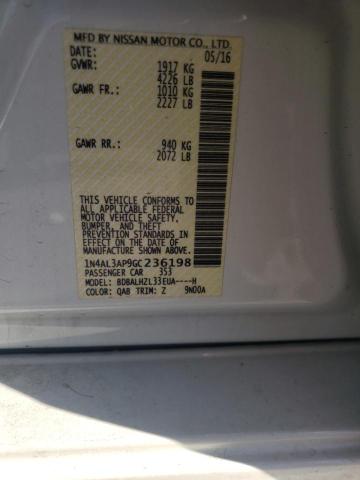 MFD BY NISSAN MOTOR CO., LTD.
DATE: 05/16
GVWR: 1917 KG
4226 LB
GAWR FR.: 1010 KG
2227 LB
GAWR RR.: 940 KG
2072 LB
THIS VEHICLE CONFORMS TO
ALL APPLICABLE FEDERAL
MOTOR VEHICLE SAFETY,
BUMPER, AND THEFT
PREVENTION STANDARDS
IN EFFECT ON THE DATE OF
MANUFACTURE SHOWN ABOVE.
1N4AL3AP9GC236198
PASSENGER CAR 353
MODEL: BDBALHZL33EUA----H
COLOR: QAB TRIM: Z 9N00A